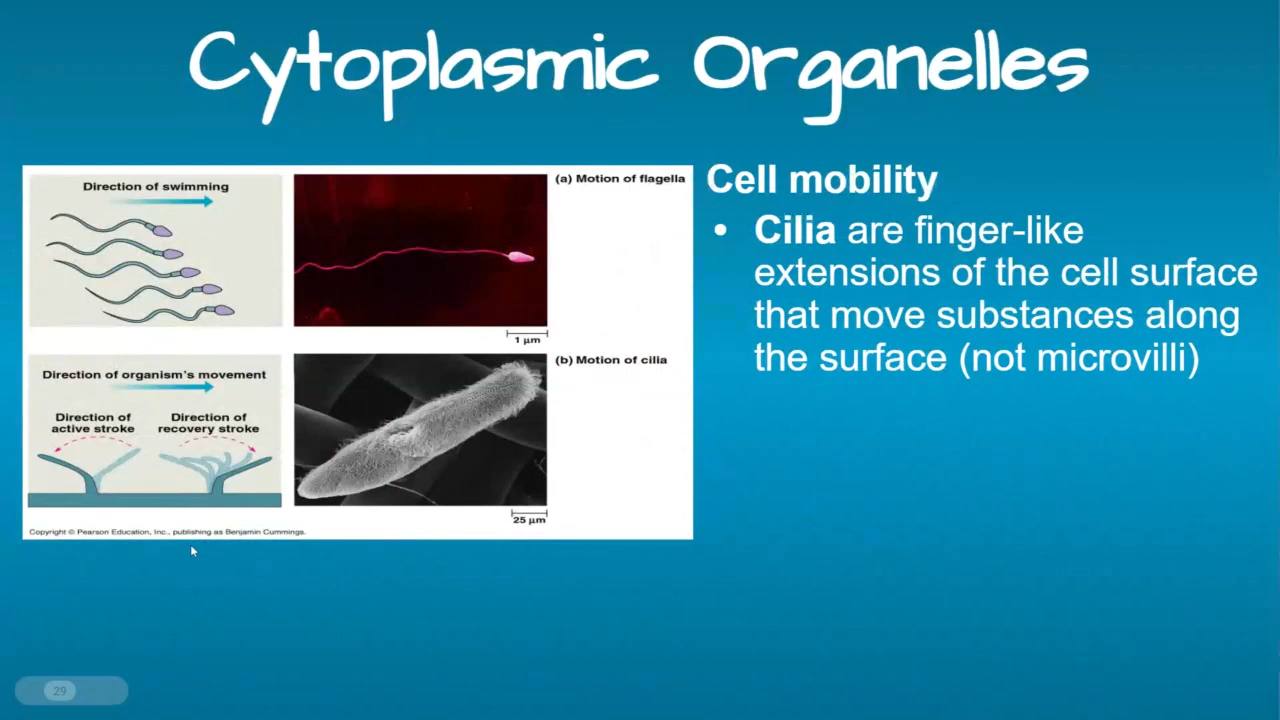 Cytoplasmic Organelles
Direction of swimming
(a) Motion of flagella
1 µm
Direction of organism's movement
Direction of
active stroke
Direction of
recovery stroke
(b) Motion of cilia
25 µm
Copyright © Pearson Education, Inc., publishing as Benjamin Cummings.
Cell mobility
• Cilia are finger-like
extensions of the cell surface
that move substances along
the surface (not microvilli)
29